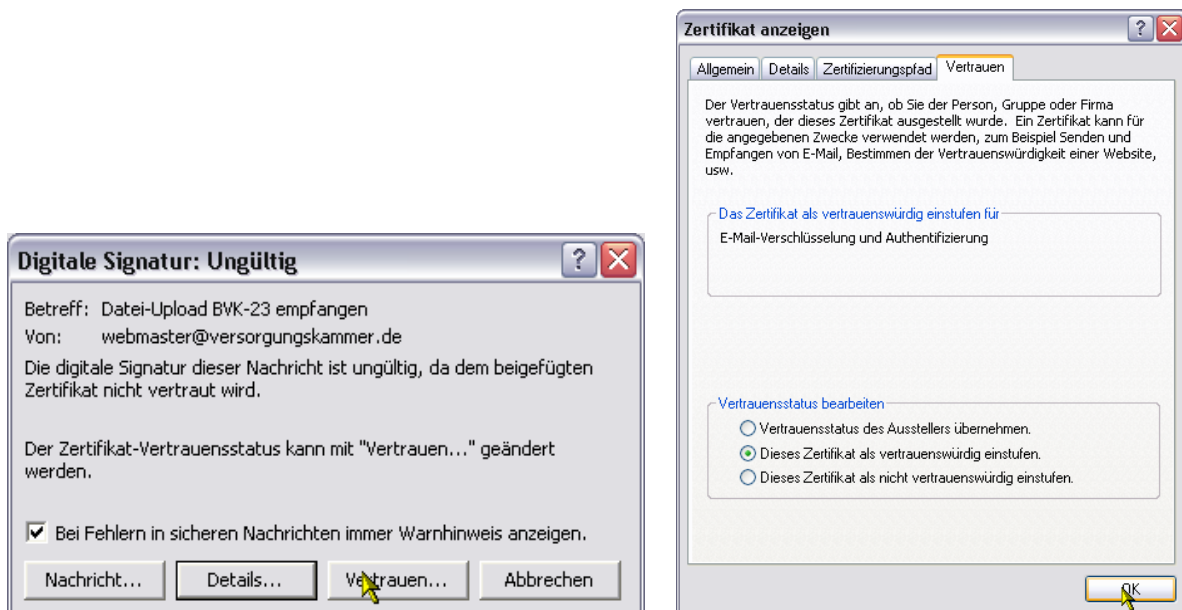 Digitale Signatur: Ungültig
Betreff: Datei-Upload BVK-23 empfangen
Von: webmaster@versorgungskammer.de
Die digitale Signatur dieser Nachricht ist ungültig, da dem beigefügten
Zertifikat nicht vertraut wird.
Der Zertifikat-Vertrauensstatus kann mit "Vertrauen..." geändert
werden.
Bei Fehlern in sicheren Nachrichten immer Warnhinweis anzeigen.
Nachricht...
Details...
Vertrauen...
Abbrechen
Zertifikat anzeigen
Allgemein
Details
Zertifizierungspfad
Vertrauen
Der Vertrauensstatus gibt an, ob Sie der Person, Gruppe oder Firma
vertrauen, der dieses Zertifikat ausgestellt wurde. Ein Zertifikat kann für
die angegebenen Zwecke verwendet werden, zum Beispiel Senden und
Empfangen von E-Mail, Bestimmen der Vertrauenswürdigkeit einer Website,
usw.
Das Zertifikat als vertrauenswürdig einstufen für
E-Mail-Verschlüsselung und Authentifizierung
Vertrauensstatus bearbeiten
Vertrauensstatus des Ausstellers übernehmen.
Dieses Zertifikat als vertrauenswürdig einstufen.
Dieses Zertifikat als nicht vertrauenswürdig einstufen.
OK